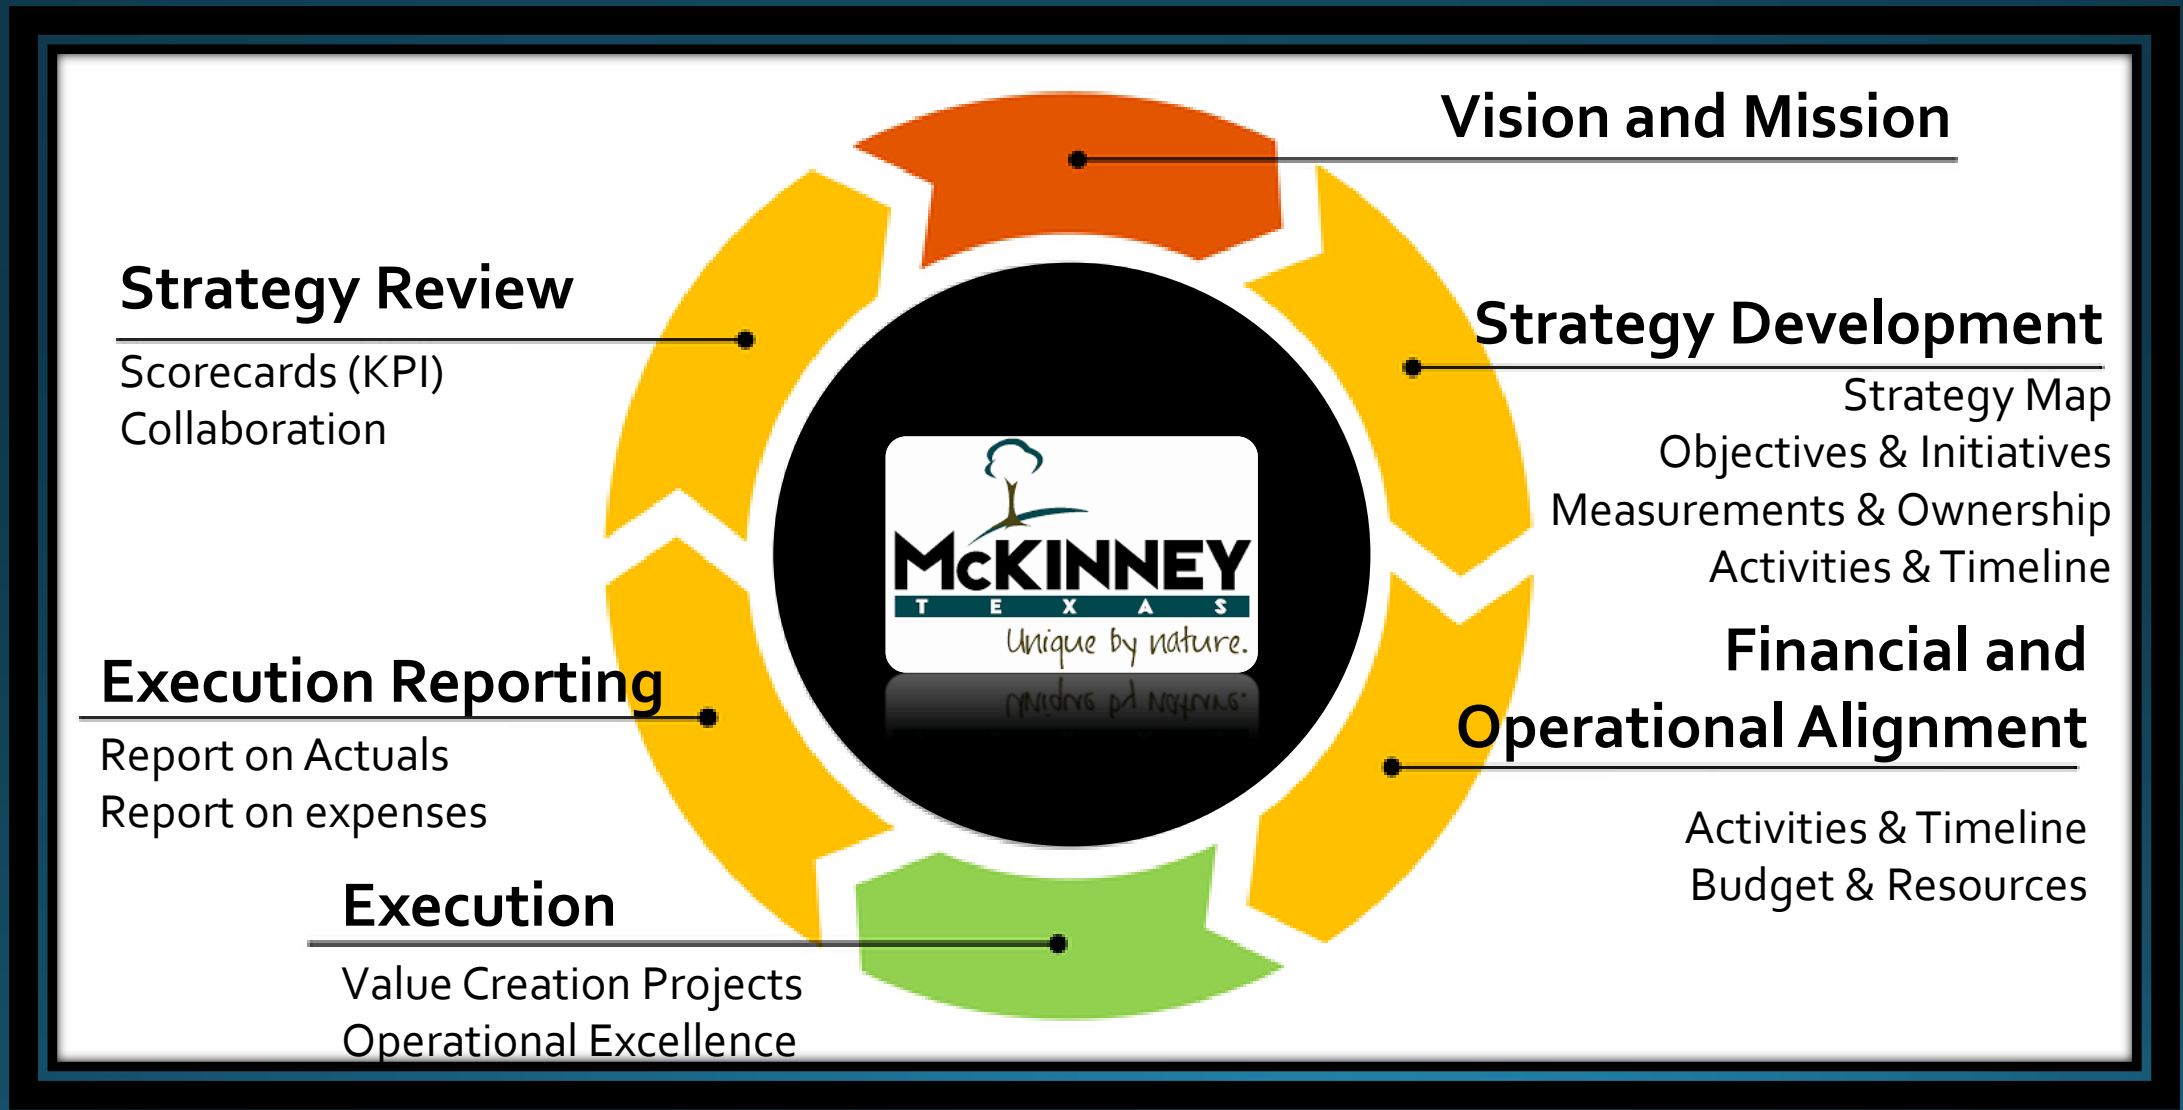 Vision and Mission
Strategy Development
Strategy Map
Objectives & Initiatives
Measurements & Ownership
Activities & Timeline
Financial and
Operational Alignment
Activities & Timeline
Budget & Resources
Execution
Value Creation Projects
Operational Excellence
Execution Reporting
Report on Actuals
Report on expenses
Strategy Review
Scorecards (KPI)
Collaboration
McKINNEY
TEXAS
Unique by nature.